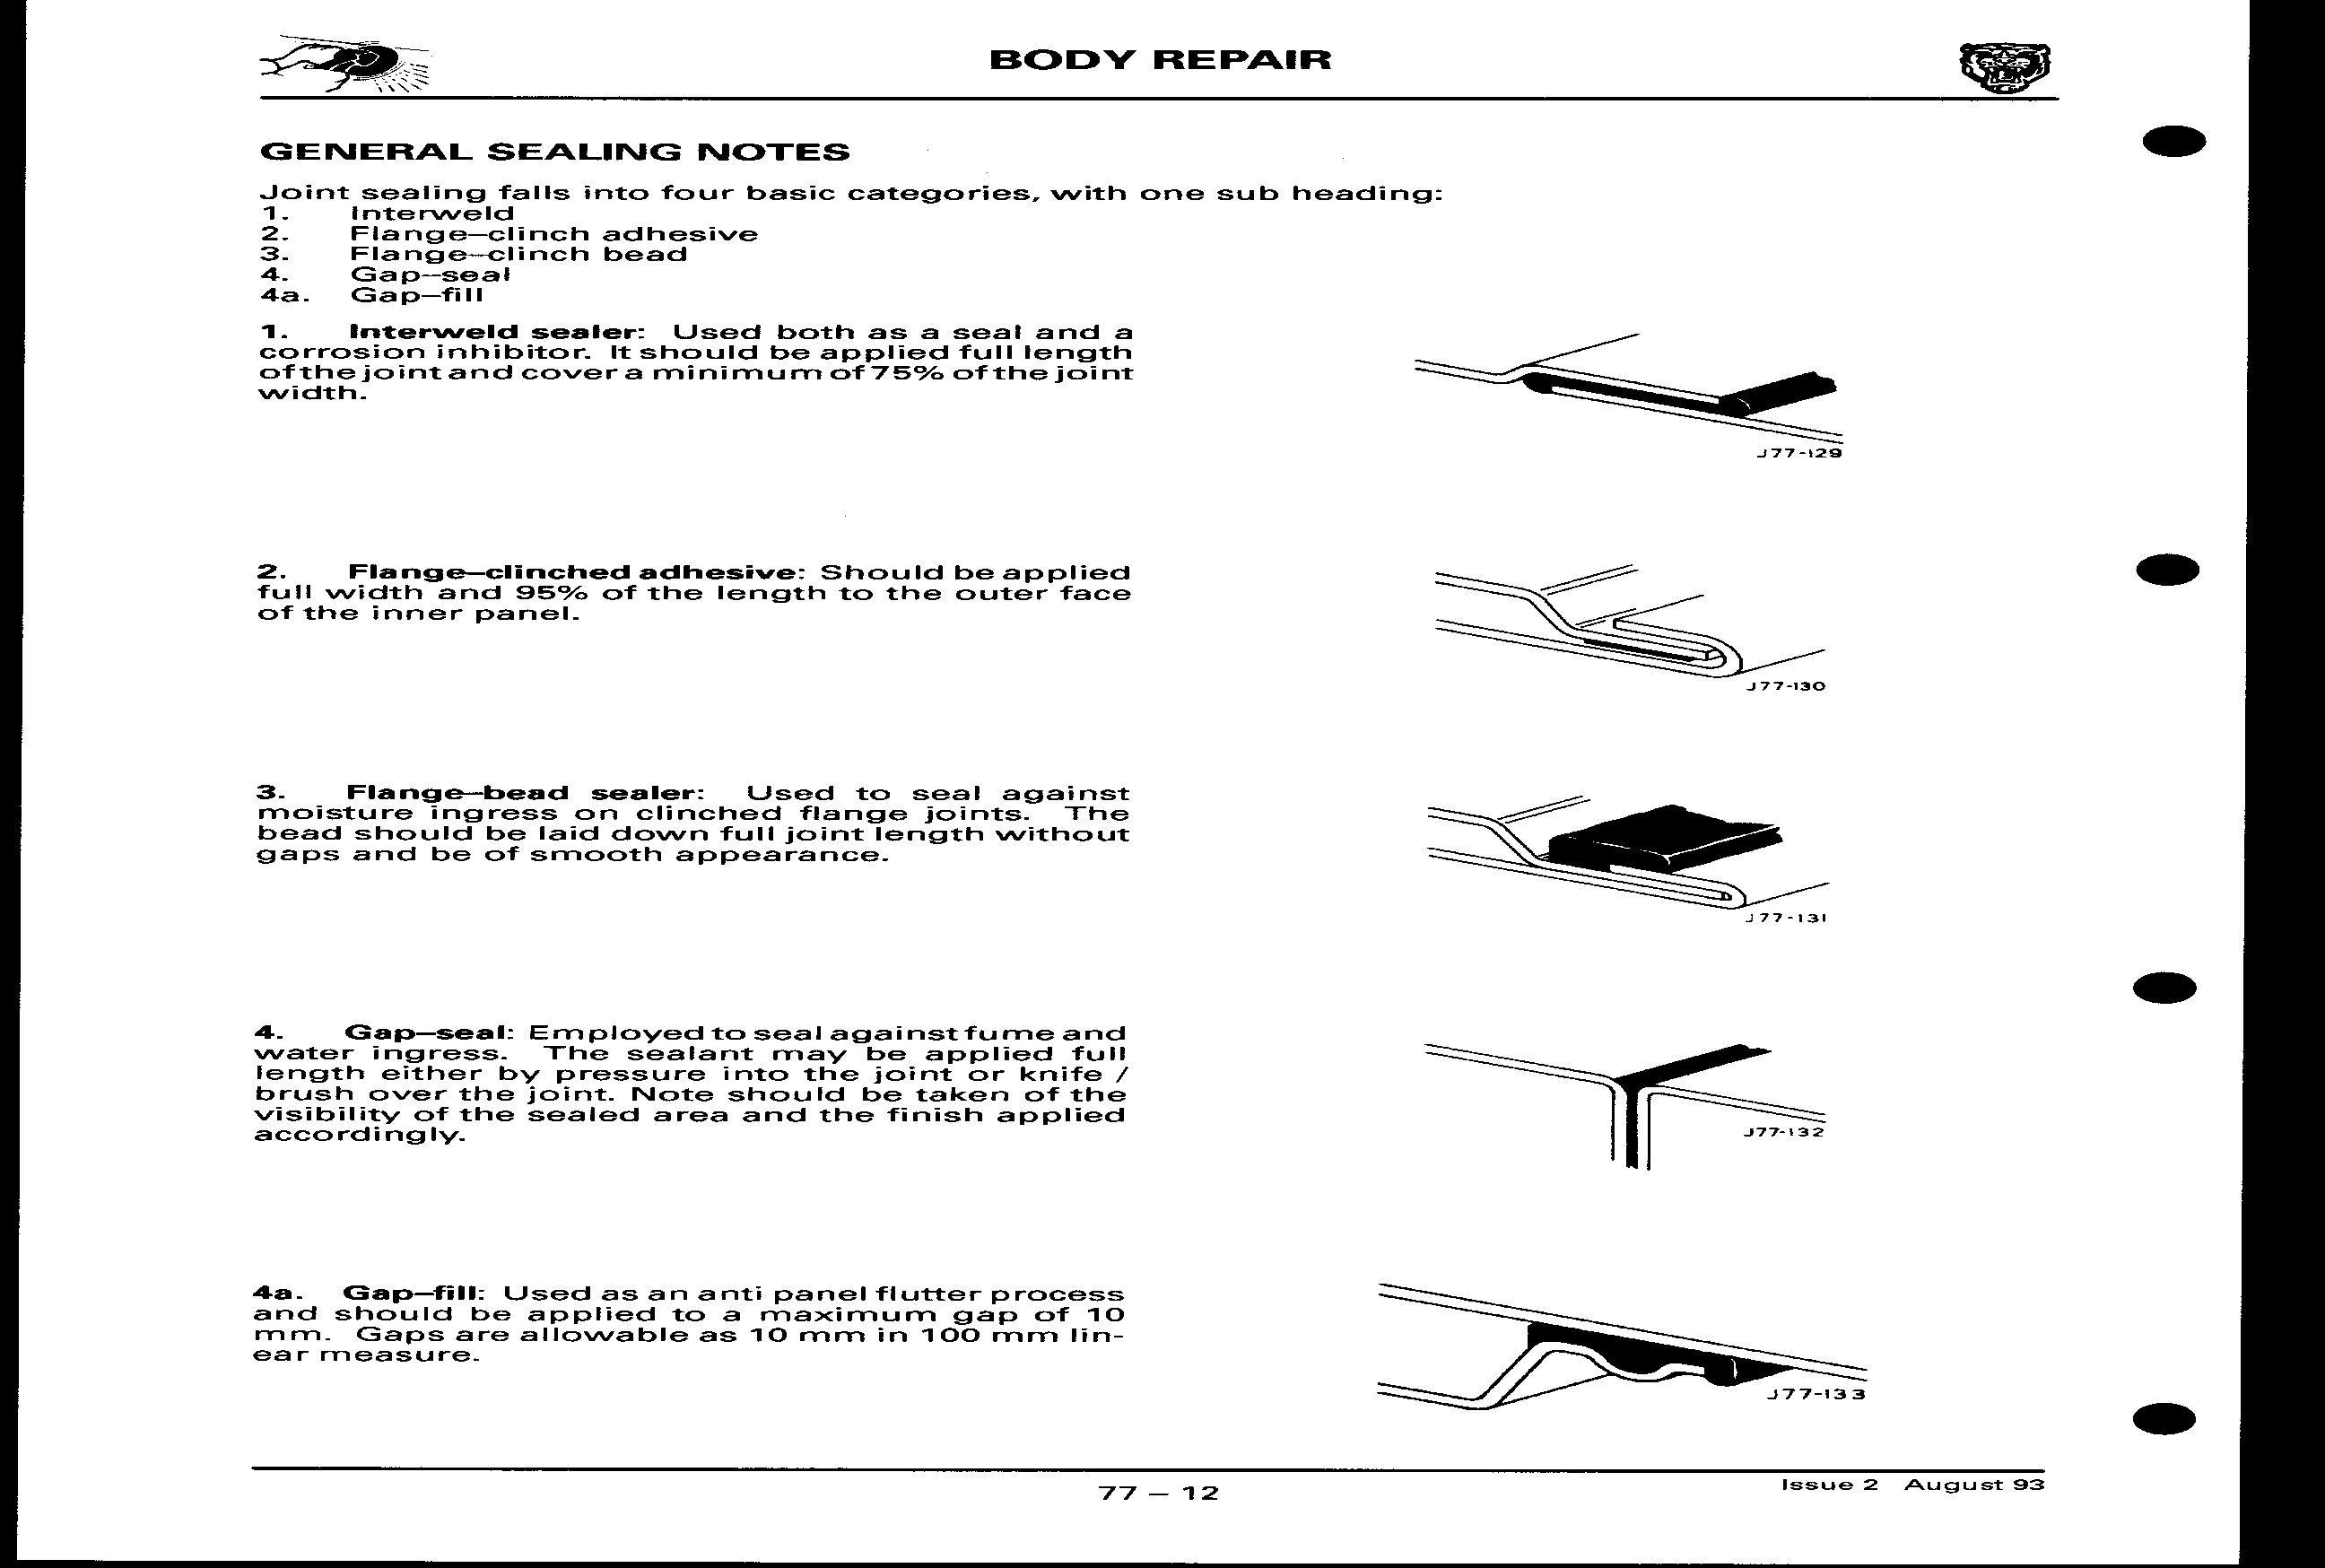 BODY REPAIR
GENERAL SEALING NOTES
Joint sealing falls into four basic categories, with one sub heading:
1. Interweld
2. Flange–clinch adhesive
3. Flange–clinch bead
4. Gap–seal
4a. Gap–fill
1. Interweld sealer: Used both as a seal and a
corrosion inhibitor. It should be applied full length
of the joint and cover a minimum of 75% of the joint
width.
J77-129
2. Flange–clinched adhesive: Should be applied
full width and 95% of the length to the outer face
of the inner panel.
J77-130
3. Flange–bead sealer: Used to seal against
moisture ingress on clinched flange joints. The
bead should be laid down full joint length without
gaps and be of smooth appearance.
J77-131
4. Gap–seal: Employed to seal against fume and
water ingress. The sealant may be applied full
length either by pressure into the joint or knife /
brush over the joint. Note should be taken of the
visibility of the sealed area and the finish applied
accordingly.
J77-132
4a. Gap–fill: Used as an anti panel flutter process
and should be applied to a maximum gap of 10
mm. Gaps are allowable as 10 mm in 100 mm lin-
ear measure.
J77-133
77 – 12
Issue 2 August 93